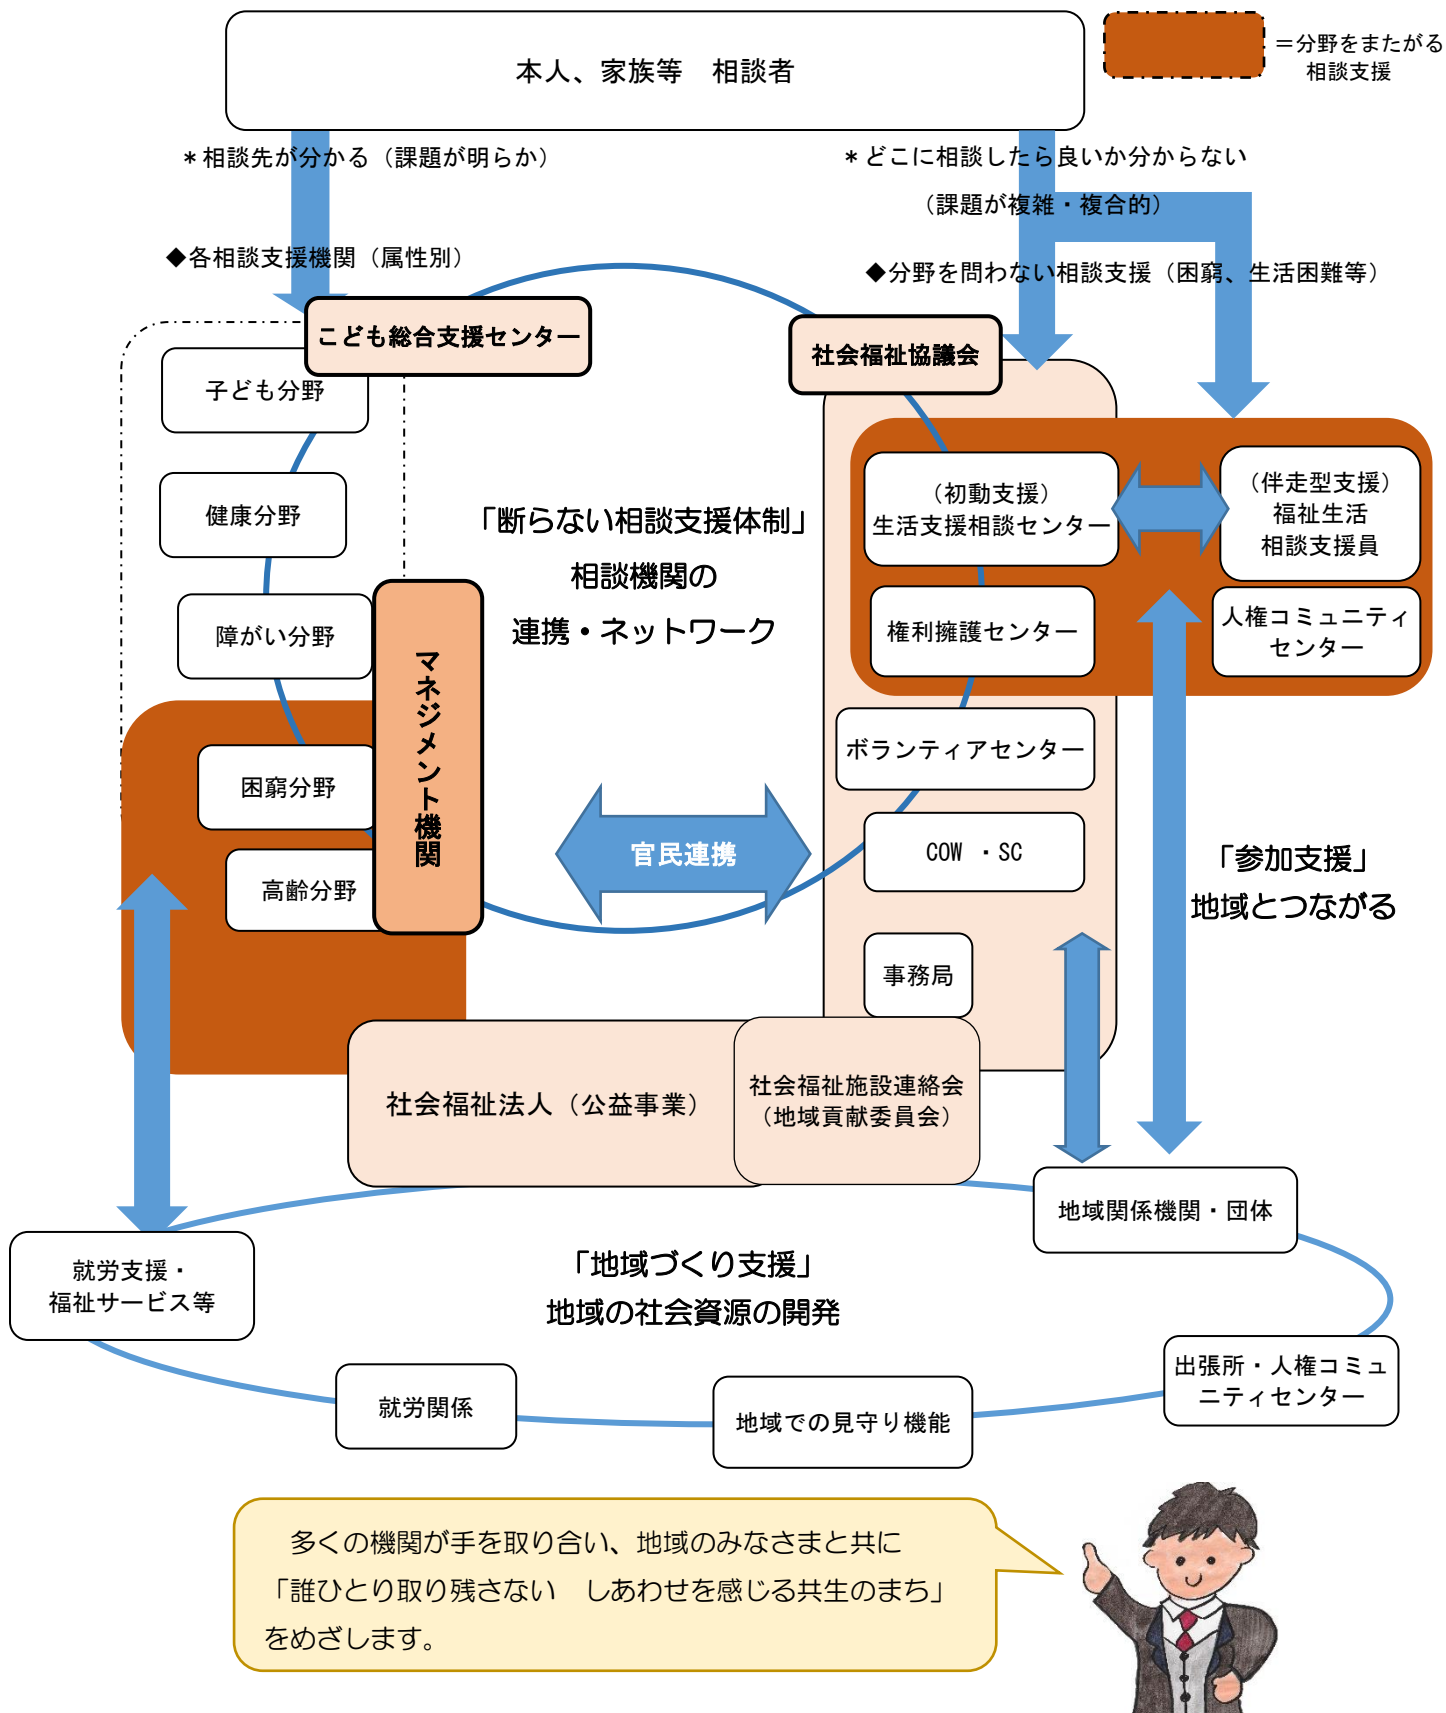 本人、家族等　相談者
＝分野をまたがる
相談支援
＊相談先が分かる（課題が明らか）
＊どこに相談したら良いか分からない
（課題が複雑・複合的）
◆各相談支援機関（属性別）
◆分野を問わない相談支援（困窮、生活困難等）
こども総合支援センター
社会福祉協議会
子ども分野
健康分野
障がい分野
困窮分野
高齢分野
マネジメント機関
「断らない相談支援体制」
相談機関の
連携・ネットワーク
官民連携
（初動支援）
生活支援相談センター
（伴走型支援）
福祉生活
相談支援員
権利擁護センター
人権コミュニティ
センター
ボランティアセンター
COW ・SC
事務局
「参加支援」
地域とつながる
社会福祉法人（公益事業）
社会福祉施設連絡会
（地域貢献委員会）
地域関係機関・団体
就労支援・
福祉サービス等
「地域づくり支援」
地域の社会資源の開発
出張所・人権コミュ
ニティセンター
就労関係
地域での見守り機能
多くの機関が手を取り合い、地域のみなさまと共に
「誰ひとり取り残さない　しあわせを感じる共生のまち」
をめざします。